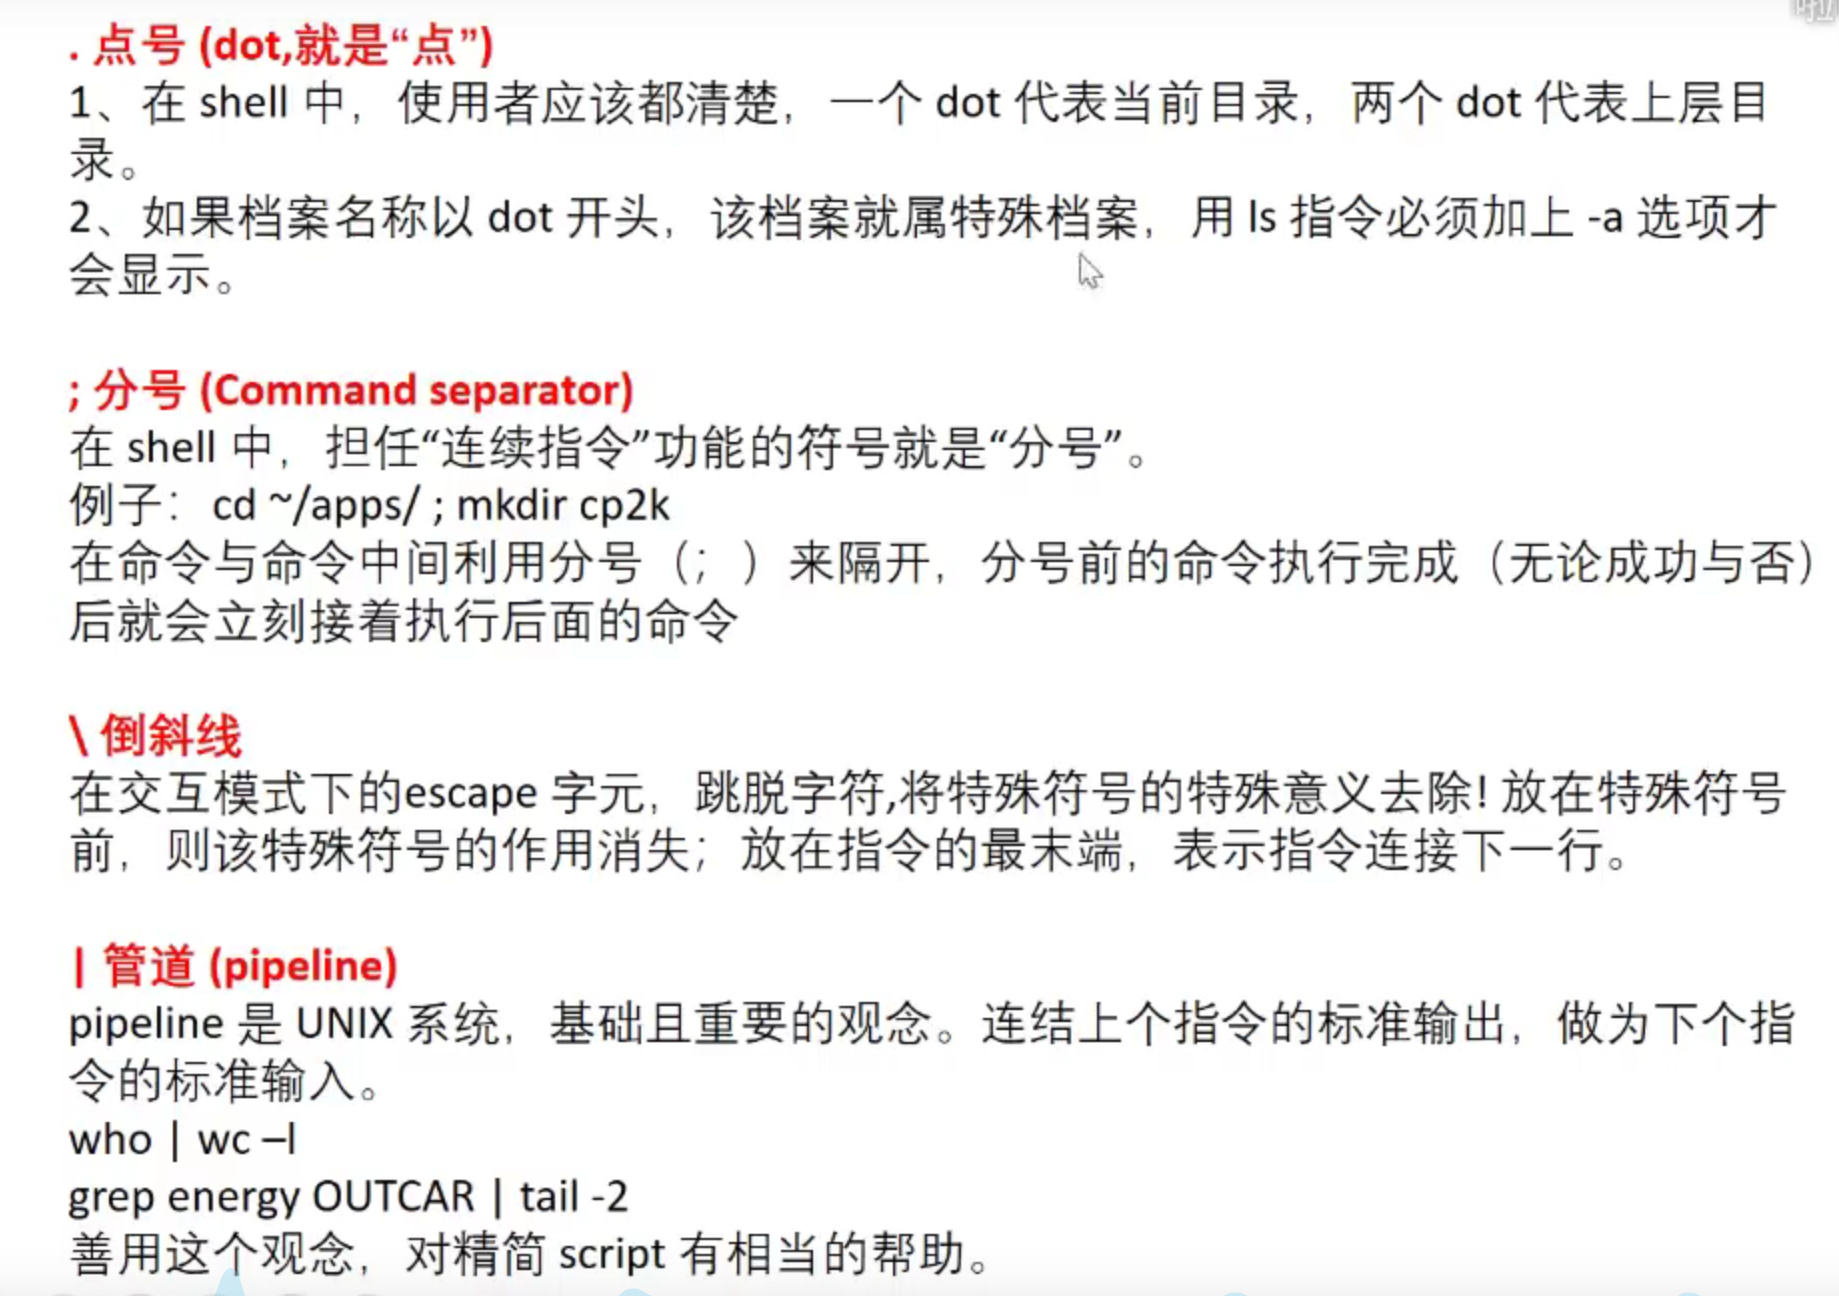 . 点号 (dot,就是“点”)
1、在 shell 中，使用者应该都清楚，一个 dot 代表当前目录，两个 dot 代表上层目
录。
2、如果档案名称以 dot 开头，该档案就属特殊档案，用 ls 指令必须加上 -a 选项才
会显示。
; 分号 (Command separator)
在 shell 中，担任“连续指令”功能的符号就是“分号”。
例子：cd ~/apps/ ; mkdir cp2k
在命令与命令中间利用分号（；）来隔开，分号前的命令执行完成（无论成功与否）
后就会立刻接着执行后面的命令
\ 倒斜线
在交互模式下的escape 字元，跳脱字符,将特殊符号的特殊意义去除! 放在特殊符号
前，则该特殊符号的作用消失；放在指令的最末端，表示指令连接下一行。
| 管道 (pipeline)
pipeline 是 UNIX 系统，基础且重要的观念。连结上个指令的标准输出，做为下个指
令的标准输入。
who | wc –l
grep energy OUTCAR | tail -2
善用这个观念，对精简 script 有相当的帮助。